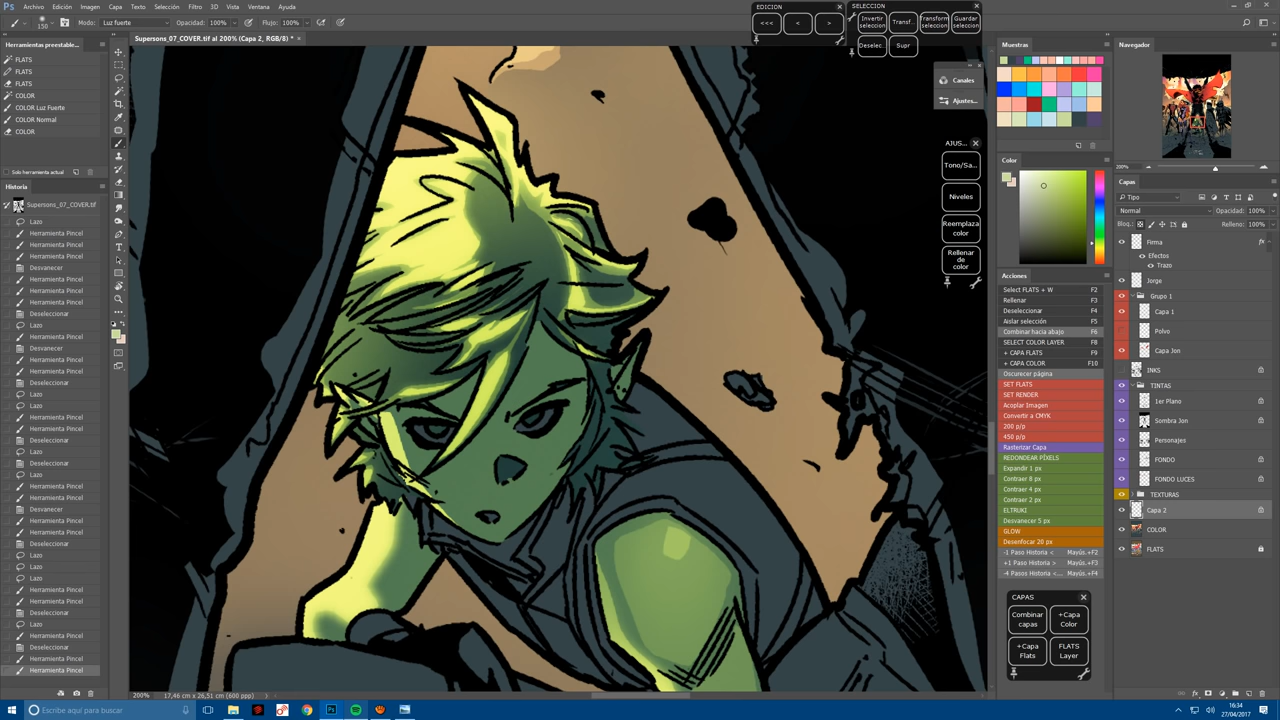 Ps Archivo Edición Imagen Capa Texto Selección Filtro 3D Vista Ventana Ayuda
150 Modo: Luz fuerte Opacidad: 100% Flujo: 100%
Supersons_07_COVER.tif al 200% (Capa 2, RGB/8) * ×
EDICION
<<<
<
>
SELECCION
Invertir seleccion
Transf...
Transform seleccion
Guardar seleccion
Deselec...
Supr
Herramientas preestable...
FLATS
FLATS
FLATS
COLOR
COLOR Luz Fuerte
COLOR Normal
COLOR
Solo herramienta actual
Historia
Supersons_07_COVER.tif
Lazo
Herramienta Pincel
Herramienta Pincel
Herramienta Pincel
Desvanecer
Herramienta Pincel
Herramienta Pincel
Herramienta Pincel
Deseleccionar
Lazo
Herramienta Pincel
Desvanecer
Herramienta Pincel
Herramienta Pincel
Deseleccionar
Lazo
Lazo
Herramienta Pincel
Herramienta Pincel
Deseleccionar
Lazo
Deseleccionar
Lazo
Herramienta Pincel
Herramienta Pincel
Desvanecer
Herramienta Pincel
Herramienta Pincel
Deseleccionar
Lazo
Lazo
Lazo
Herramienta Pincel
Herramienta Pincel
Deseleccionar
Lazo
Herramienta Pincel
Deseleccionar
Herramienta Pincel
Herramienta Pincel
Canales
Ajustes...
AJUS...
Tono/Sa...
Niveles
Reemplaza color
Rellenar de color
Muestras
Color
Acciones
Select FLATS + W F2
Rellenar F3
Deseleccionar F4
Aislar selección F5
Combinar hacia abajo F6
SELECT COLOR LAYER F8
+ CAPA FLATS F9
+ CAPA COLOR F10
Oscurecer página
SET FLATS
SET RENDER
Acoplar Imagen
Convertir a CMYK
200 p/p
450 p/p
Rasterizar Capa
REDONDEAR PÍXELS
Expandir 1 px
Contraer 8 px
Contraer 4 px
Contraer 2 px
ELTRUKI
Desvanecer 5 px
GLOW
Desenfocar 20 px
-1 Paso Historia < Mayús.+F2
+1 Paso Historia > Mayús.+F3
-4 Pasos Historia <... Mayús.+F4
CAPAS
Combinar capas
+Capa Color
+Capa Flats
FLATS Layer
Navegador
200%
Capas
Tipo
Normal Opacidad: 100%
Bloq.: Relleno: 100%
Firma fx
Efectos
Trazo
Jorge
Grupo 1
Capa 1
Polvo
Capa Jon
INKS
TINTAS
1er Plano
Sombra Jon
Personajes
FONDO
FONDO LUCES
TEXTURAS
Capa 2
COLOR
FLATS
200% 17,46 cm x 26,51 cm (600 ppp)
Escribe aquí para buscar
16:34
27/04/2017